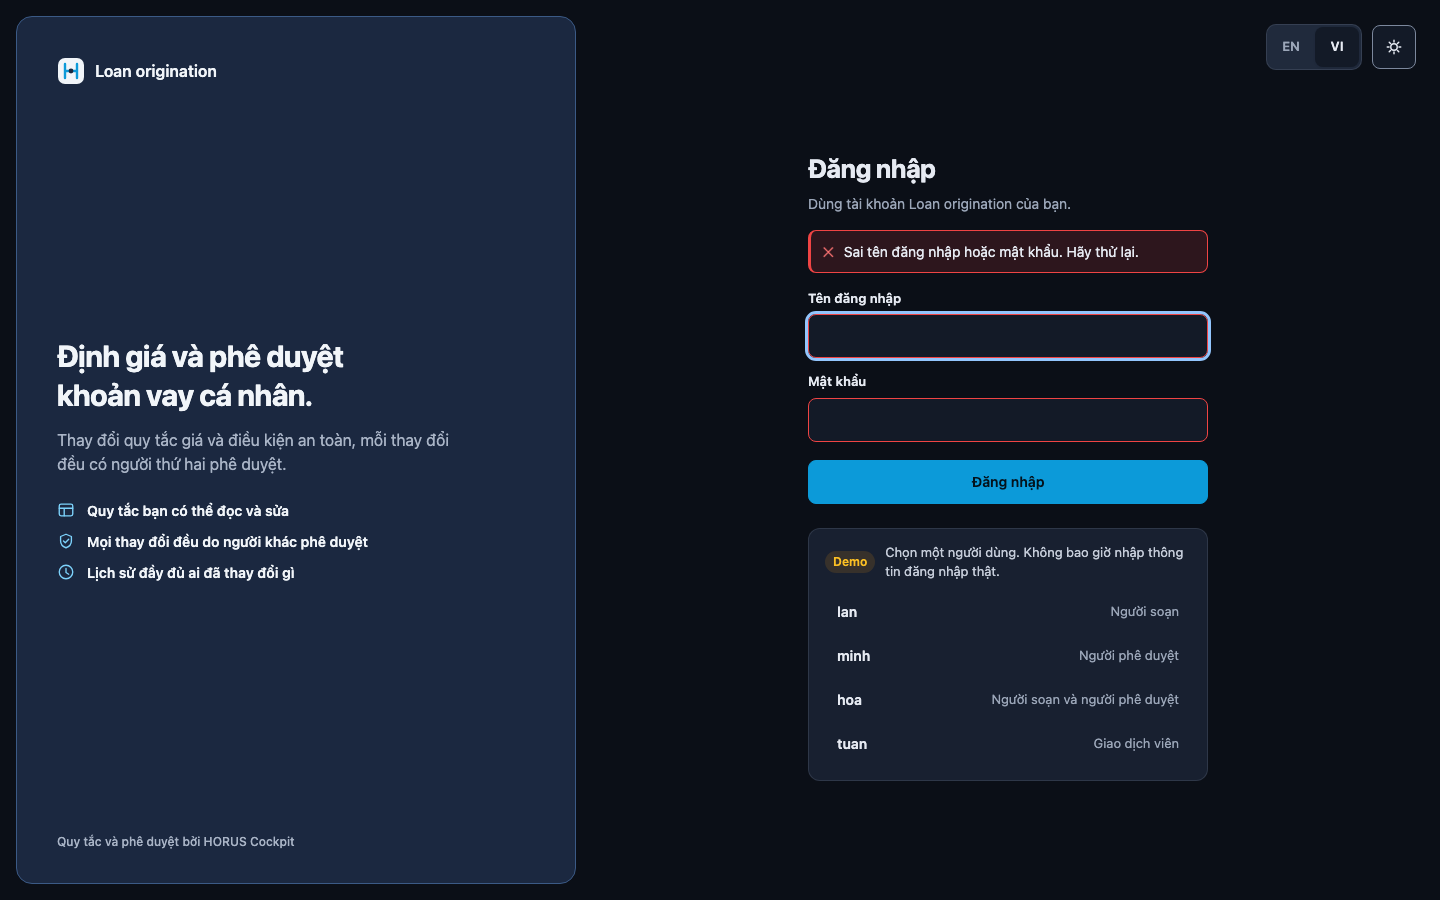 Loan origination
Định giá và phê duyệt
khoản vay cá nhân.
Thay đổi quy tắc giá và điều kiện an toàn, mỗi thay đổi
đều có người thứ hai phê duyệt.
Quy tắc bạn có thể đọc và sửa
Mọi thay đổi đều do người khác phê duyệt
Lịch sử đầy đủ ai đã thay đổi gì
Quy tắc và phê duyệt bởi HORUS Cockpit
EN VI
Đăng nhập
Dùng tài khoản Loan origination của bạn.
Sai tên đăng nhập hoặc mật khẩu. Hãy thử lại.
Tên đăng nhập
Mật khẩu
Đăng nhập
Demo
Chọn một người dùng. Không bao giờ nhập thông
tin đăng nhập thật.
lan Người soạn
minh Người phê duyệt
hoa Người soạn và người phê duyệt
tuan Giao dịch viên